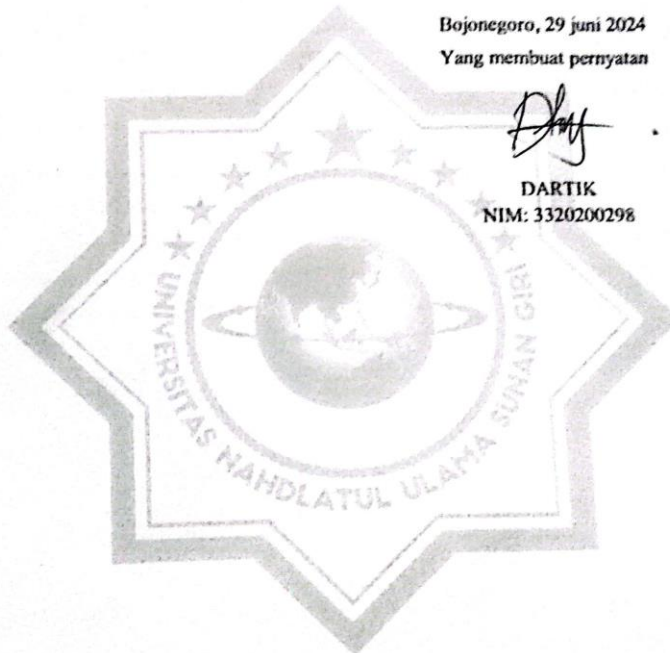 Bojonegoro, 29 juni 2024
Yang membuat pernyatan
DARTIK
NIM: 3320200298
UNIVERSITAS NAHDLATUL ULAMA SUNAN GIRI